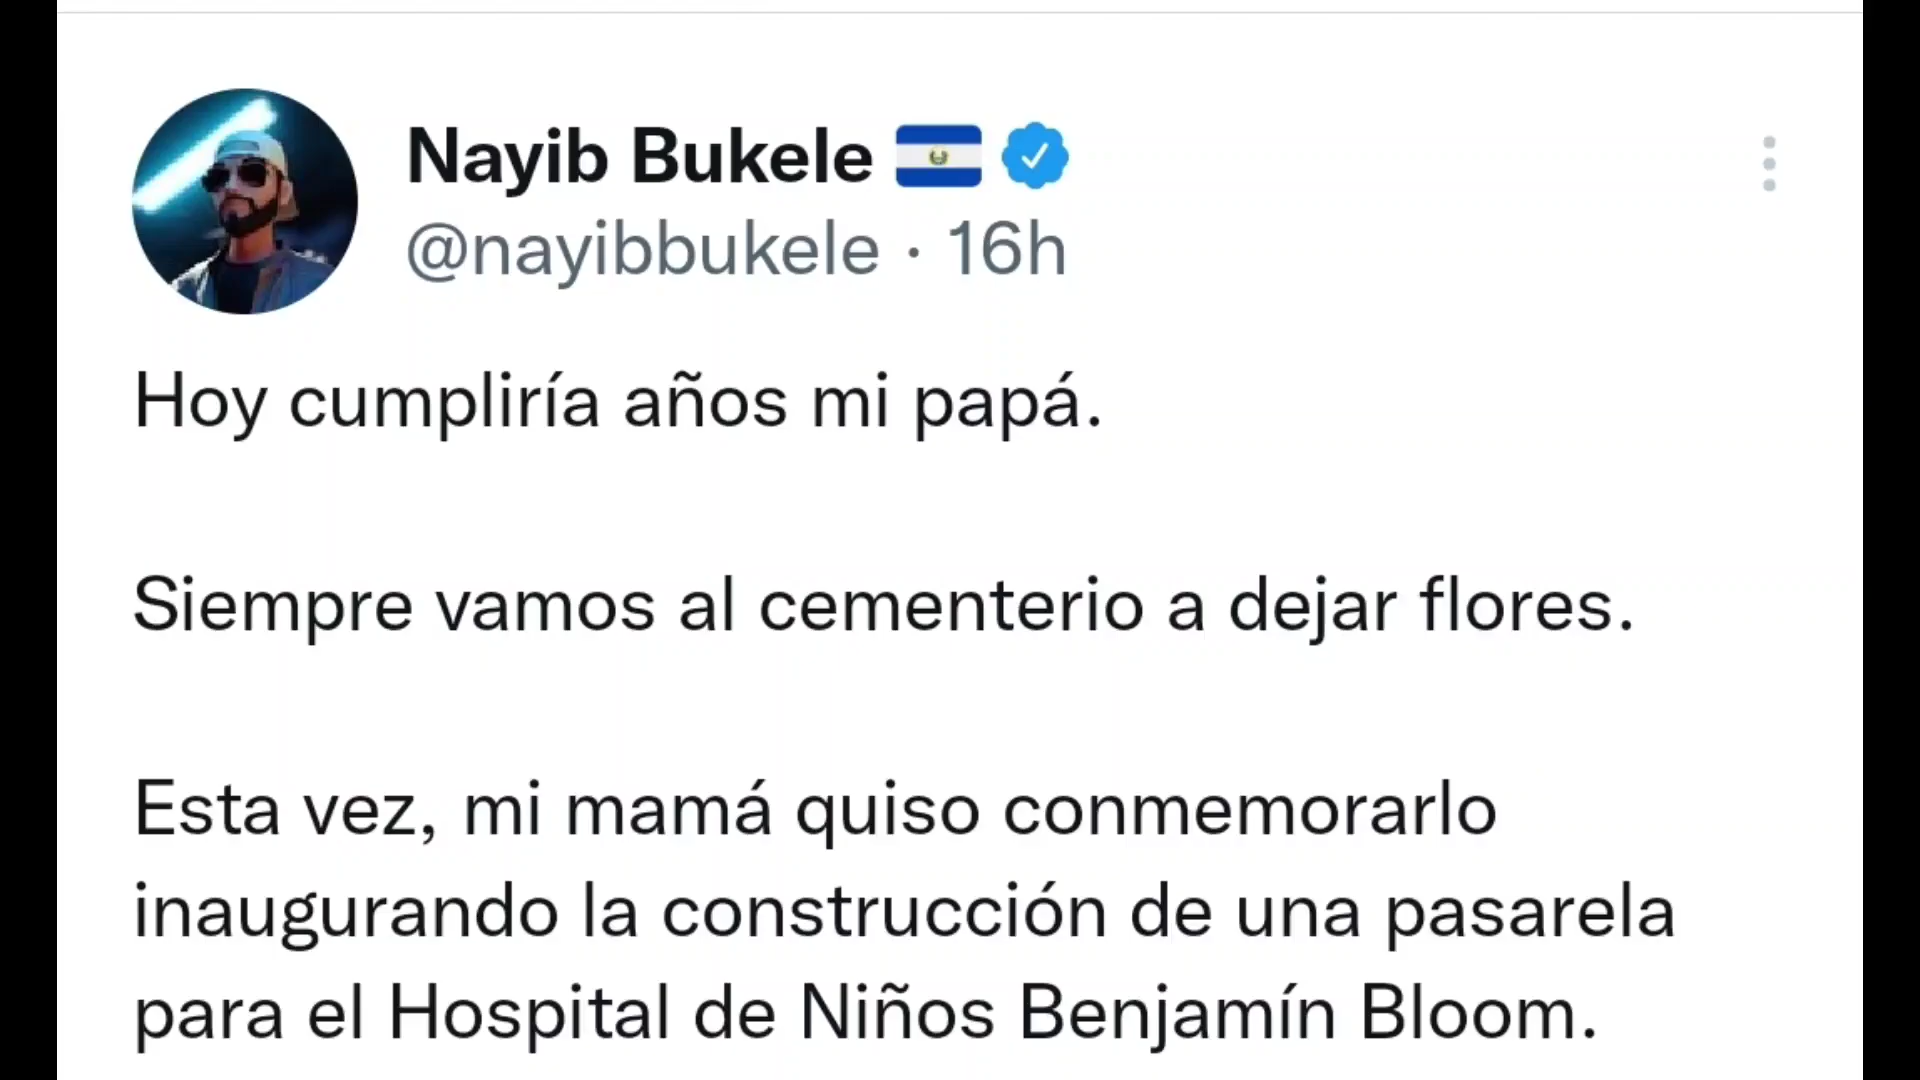 Nayib Bukele
@nayibbukele · 16h
Hoy cumpliría años mi papá.
Siempre vamos al cementerio a dejar flores.
Esta vez, mi mamá quiso conmemorarlo
inaugurando la construcción de una pasarela
para el Hospital de Niños Benjamín Bloom.